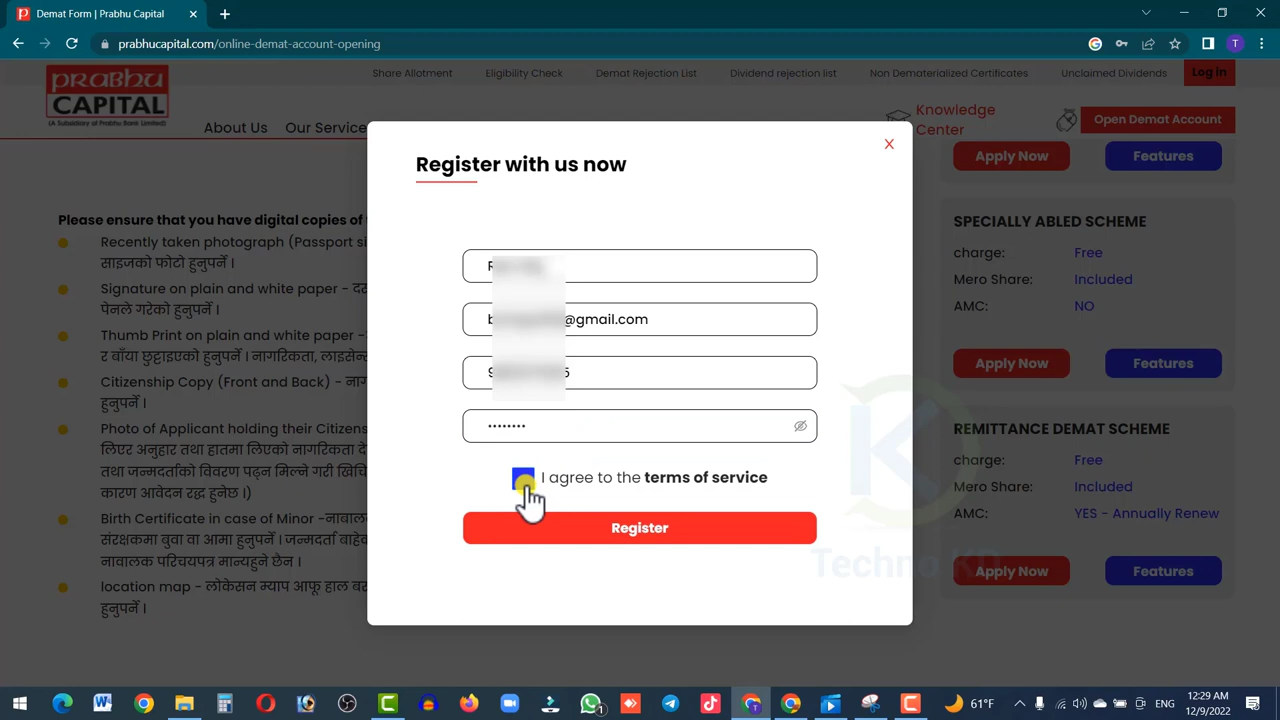 Demat Form | Prabhu Capital
prabhucapital.com/online-demat-account-opening
T
Share Allotment Eligibility Check Demat Rejection List Dividend rejection list Non Dematerialized Certificates Unclaimed Dividends Log in
PRABHU
CAPITAL
(A Subsidiary of Prabhu Bank Limited)
About Us Our Service
Knowledge
Center
Open Demat Account
X
Register with us now
@gmail.com
••••••••
I agree to the terms of service
Register
Please ensure that you have digital copies of
Recently taken photograph (Passport si
साइजको फोटो हुनुपर्ने ।
Signature on plain and white paper - दस
पेनले गरेको हुनुपर्ने ।
Thumb Print on plain and white paper -
र बाँया छुट्टाइएको हुनुपर्ने । नागरिकता, लाइसेन्
Citizenship Copy (Front and Back) - नाग
हुनुपर्ने ।
Photo of Applicant holding their Citizens
लिएर अनुहार तथा हातमा लिएको नागरिकता दे
तथा जन्मदर्ताको विवरण पढ्न मिल्ने गरी खिचि
कारण आवेदन रद्ध हुनेछ ।)
Birth Certificate in case of Minor -नाबाल
संरक्षकमा बुवा वा आमा हुनुपर्ने । जन्मदर्ता बाहेक
नावालक परिचयपत्र मान्यहुने छैन ।
location map - लोकेसन म्याप आफू हाल बस
हुनुपर्ने ।
Apply Now Features
SPECIALLY ABLED SCHEME
charge: Free
Mero Share: Included
AMC: NO
Apply Now Features
REMITTANCE DEMAT SCHEME
charge: Free
Mero Share: Included
AMC: YES - Annually Renew
Apply Now Features
Techno K
61°F
ENG
12:29 AM
12/9/2022